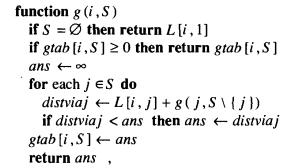 function g(i,S)
if S = Ø then return L[i,1]
if gtab[i,S] ≥ 0 then return gtab[i,S]
ans ← ∞
for each j ∈ S do
distviaj ← L[i,j] + g(j,S \ {j})
if distviaj < ans then ans ← distviaj
gtab[i,S] ← ans
return ans ,